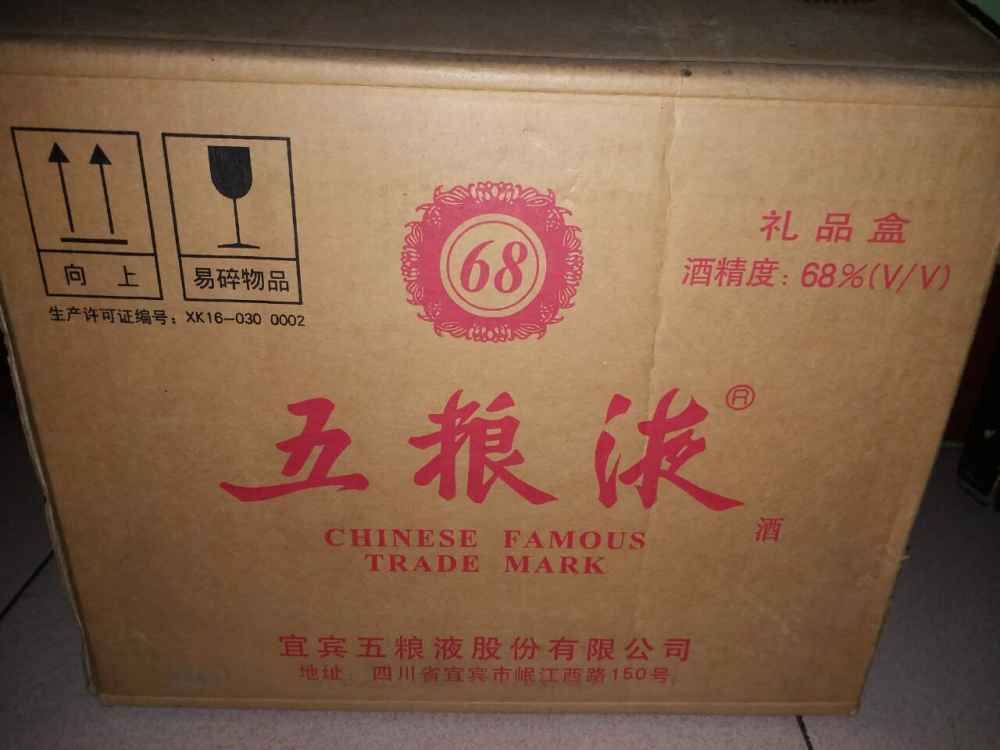 向 上
易碎物品
生产许可证编号：XK16-030 0002
68
礼品盒
酒精度：68%(V/V)
五粮液®
酒
CHINESE FAMOUS
TRADE MARK
宜宾五粮液股份有限公司
地址 四川省宜宾市岷江西路150号